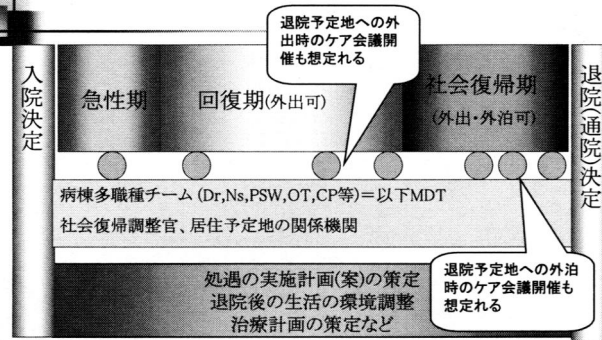 退院予定地への外
出時のケア会議開
催も想定れる
入院決定
急性期
回復期(外出可)
社会復帰期
(外出・外泊可)
退院(通院)決定
病棟多職種チーム(Dr,Ns,PSW,OT,CP等)=以下MDT
社会復帰調整官、居住予定地の関係機関
退院予定地への外泊
時のケア会議開催も
想定れる
処遇の実施計画(案)の策定
退院後の生活の環境調整
治療計画の策定など